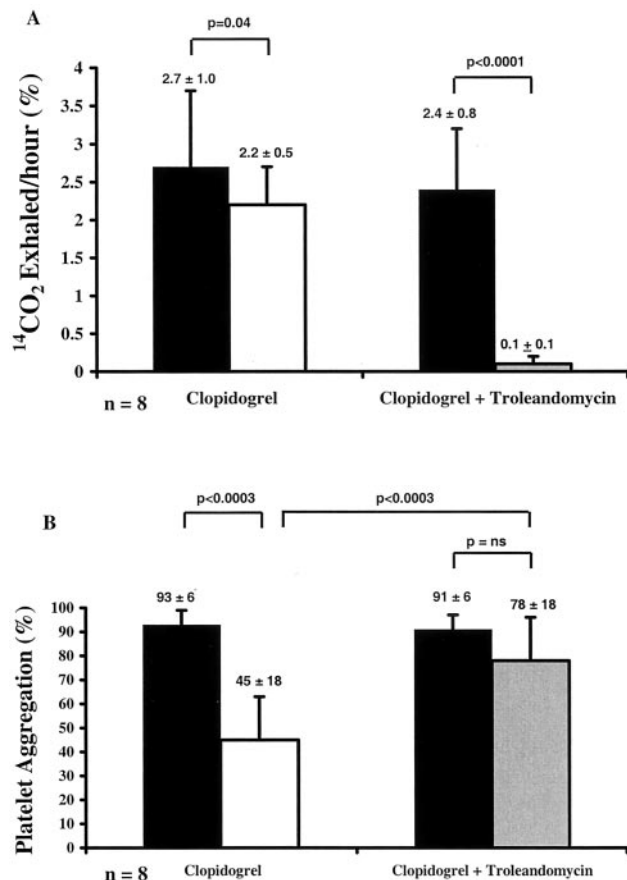 A
p=0.04
p<0.0001
4
2.7 ± 1.0
3.5
2.4 ± 0.8
3
2.2 ± 0.5
2.5
2
1.5
1
0.5
0.1 ± 0.1
0
¹⁴CO₂ Exhaled/hour (%)
n = 8
Clopidogrel
Clopidogrel + Troleandomycin
B
p<0.0003
p<0.0003
p = ns
93 ± 6
91 ± 6
78 ± 18
100
90
80
70
45 ± 18
60
50
40
30
20
10
0
Platelet Aggregation (%)
n = 8
Clopidogrel
Clopidogrel + Troleandomycin